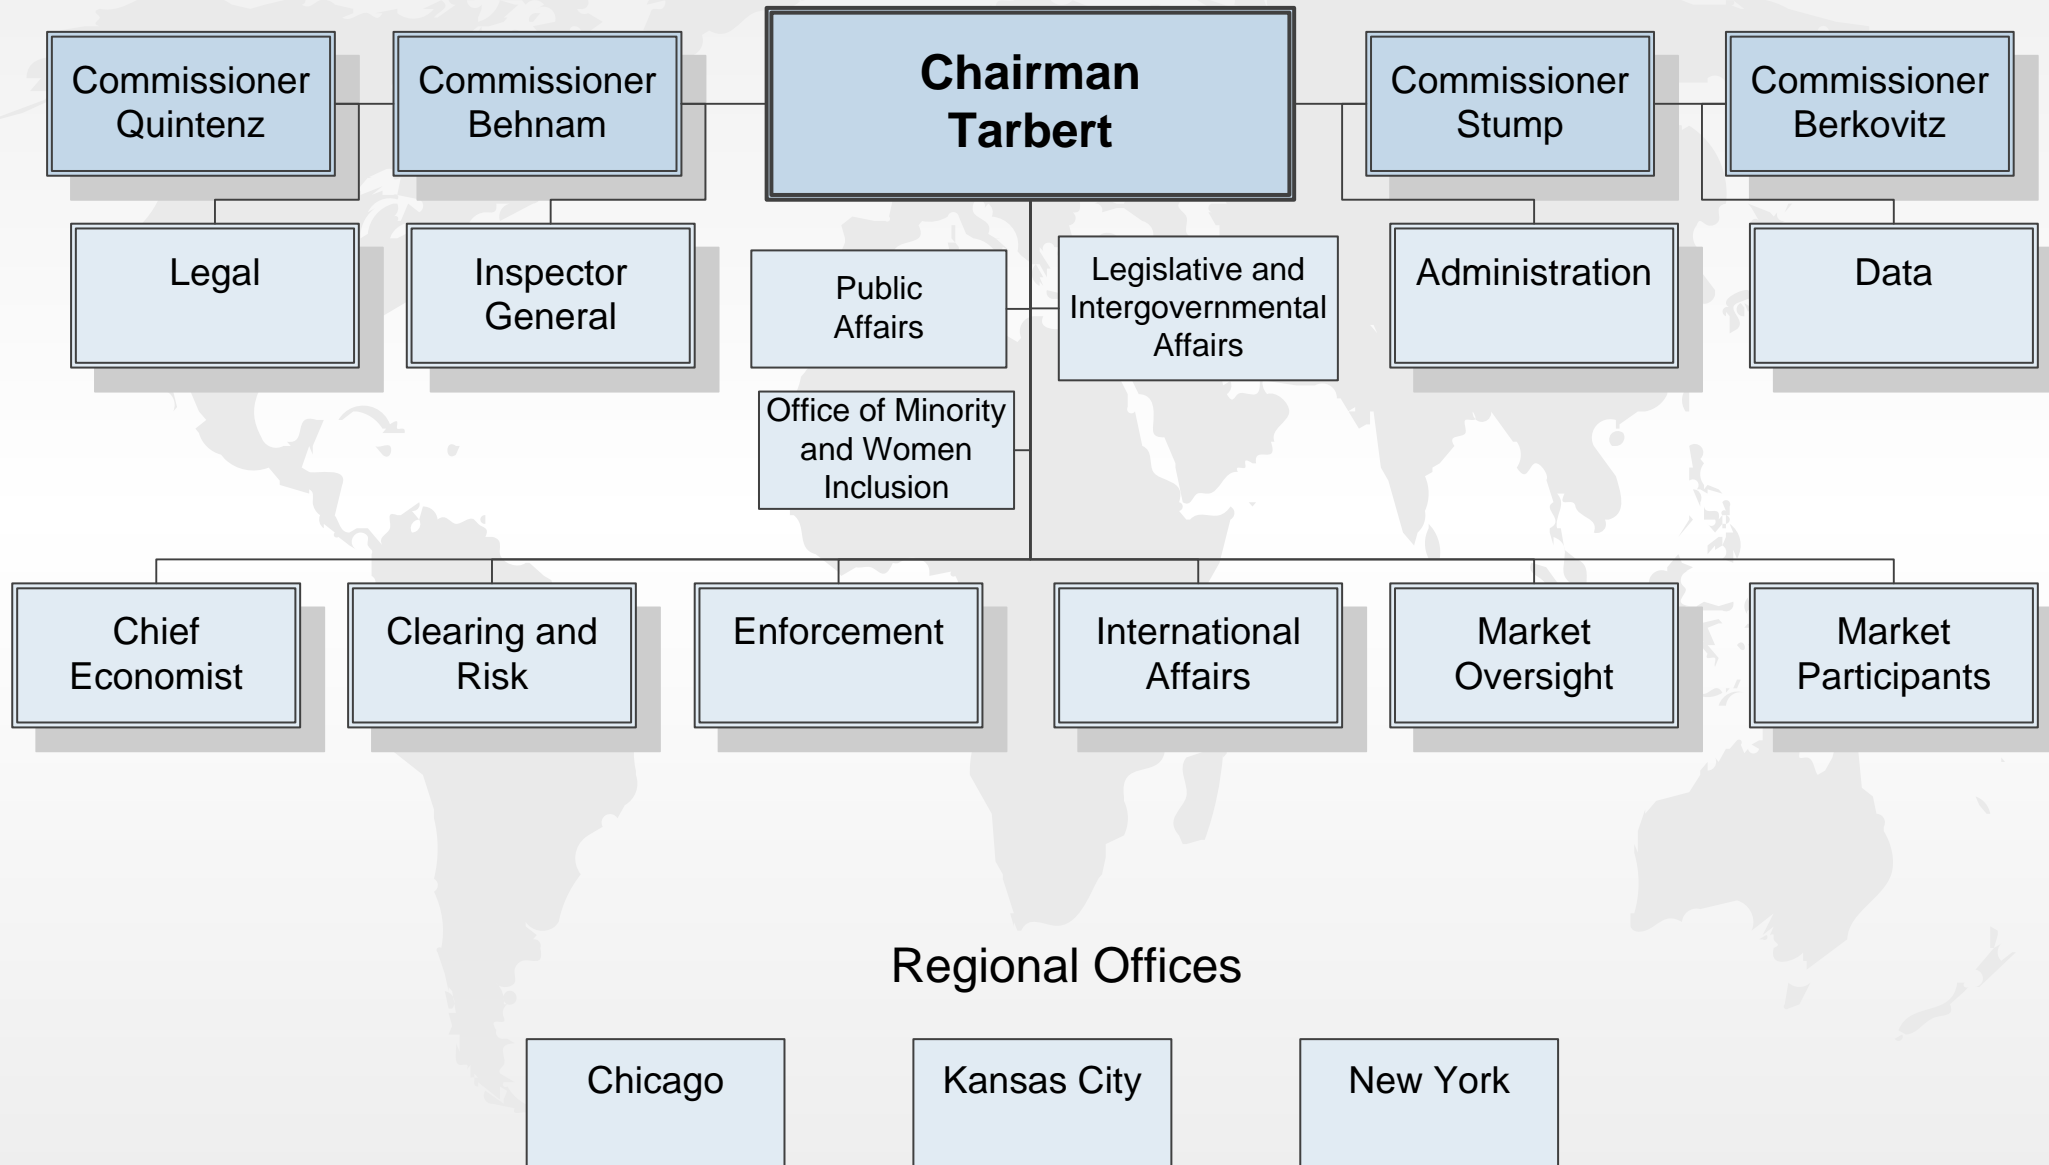 Commissioner
Quintenz
Commissioner
Behnam
Chairman
Tarbert
Commissioner
Stump
Commissioner
Berkovitz
Legal
Inspector
General
Public
Affairs
Legislative and
Intergovernmental
Affairs
Administration
Data
Office of Minority
and Women
Inclusion
Chief
Economist
Clearing and
Risk
Enforcement
International
Affairs
Market
Oversight
Market
Participants
Regional Offices
Chicago
Kansas City
New York